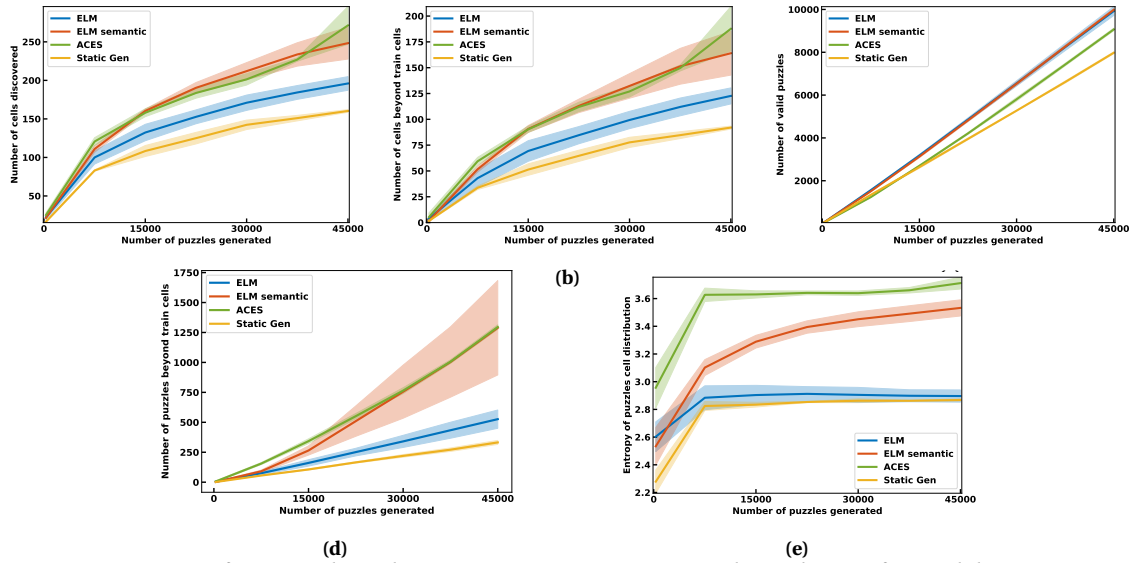 Number of cells discovered
250
200
150
100
50
0
15000
30000
45000
Number of puzzles generated
ELM
ELM semantic
ACES
Static Gen
Number of cells beyond train cells
200
175
150
125
100
75
50
25
0
0
15000
30000
45000
Number of puzzles generated
ELM
ELM semantic
ACES
Static Gen
Number of valid puzzles
10000
8000
6000
4000
2000
0
15000
30000
45000
Number of puzzles generated
ELM
ELM semantic
ACES
Static Gen
(b)
Number of puzzles beyond train cells
1750
1500
1250
1000
750
500
250
0
0
15000
30000
45000
Number of puzzles generated
ELM
ELM semantic
ACES
Static Gen
Entropy of puzzles cell distribution
3.6
3.4
3.2
3.0
2.8
2.6
2.4
2.2
0
15000
30000
45000
Number of puzzles generated
ELM
ELM semantic
ACES
Static Gen
(d)
(e)